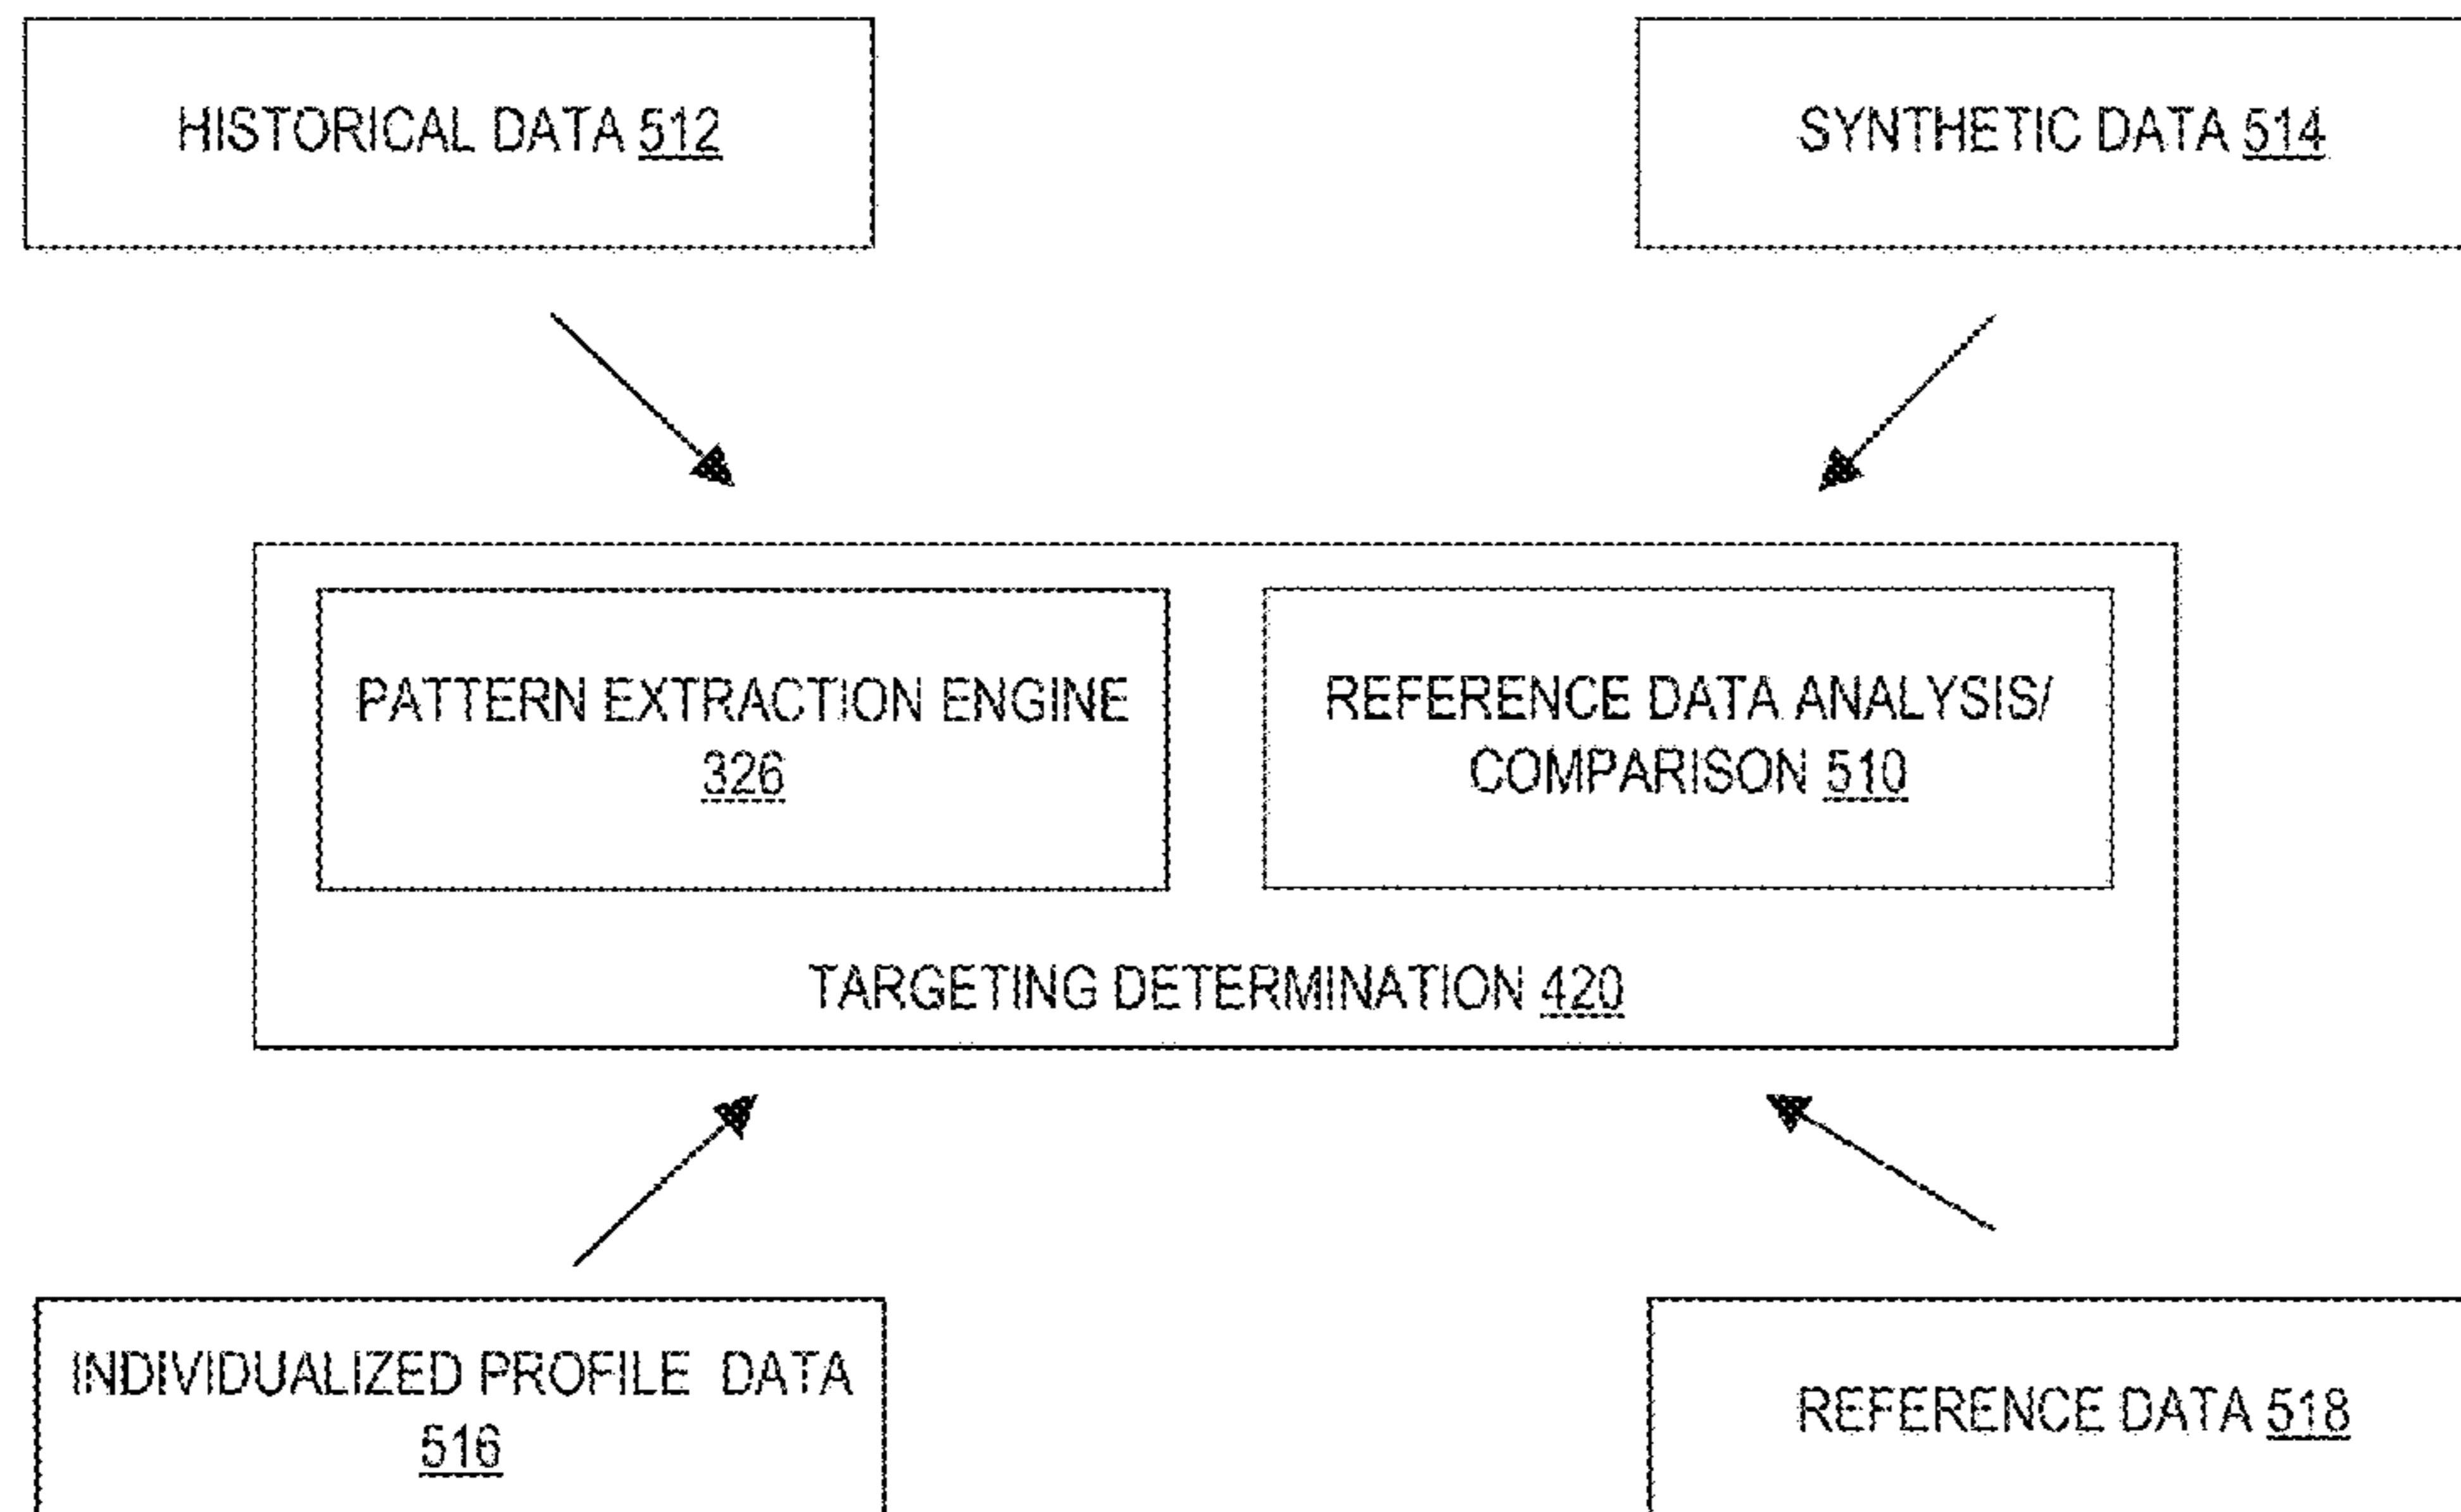 HISTORICAL DATA 512
SYNTHETIC DATA 514
PATTERN EXTRACTION ENGINE
326
REFERENCE DATA ANALYSIS/
COMPARISON 510
TARGETING DETERMINATION 420
INDIVIDUALIZED PROFILE DATA
516
REFERENCE DATA 518